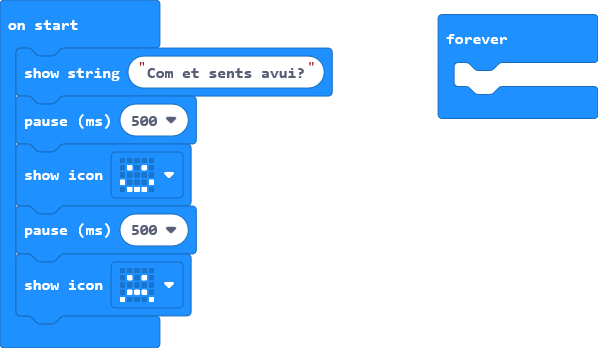 on start
show string "Com et sents avui?"
pause (ms) 500
show icon
pause (ms) 500
show icon
forever